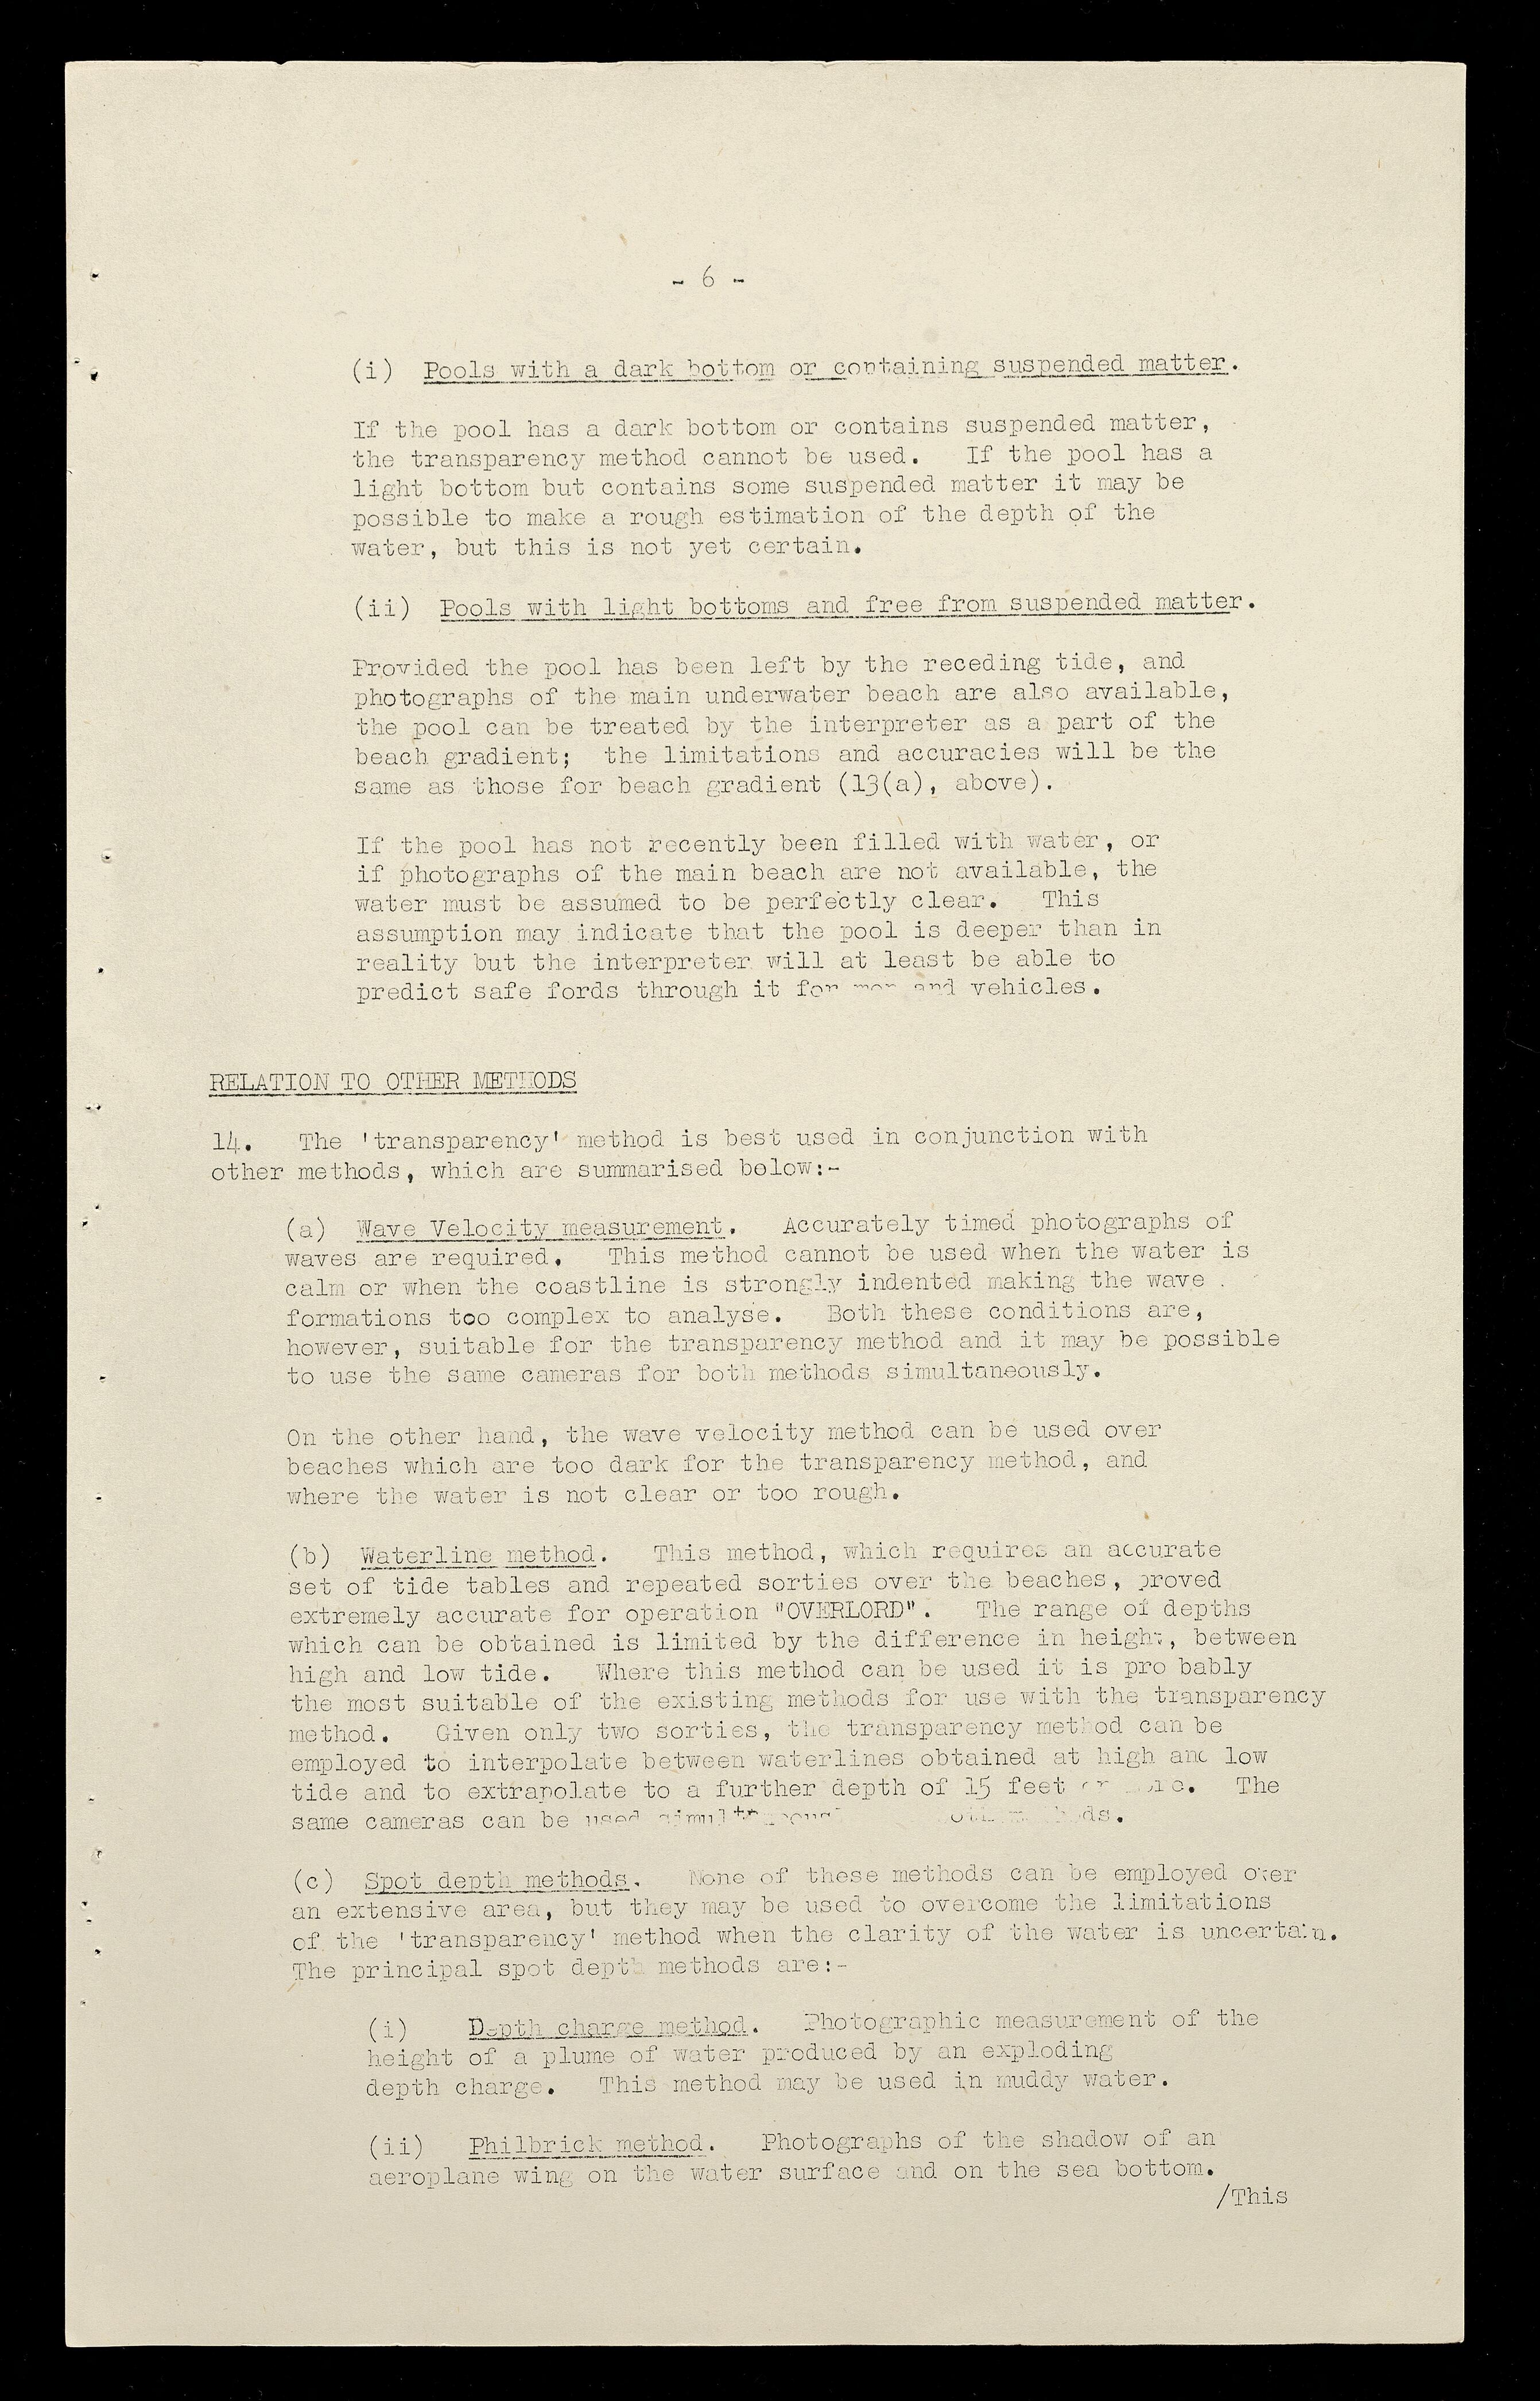 - 6 -
(i) Pools with a dark bottom or containing suspended matter.
If the pool has a dark bottom or contains suspended matter,
the transparency method cannot be used. If the pool has a
light bottom but contains some suspended matter it may be
possible to make a rough estimation of the depth of the
water, but this is not yet certain.
(ii) Pools with light bottoms and free from suspended matter.
Provided the pool has been left by the receding tide, and
photographs of the main underwater beach are also available,
the pool can be treated by the interpreter as a part of the
beach gradient; the limitations and accuracies will be the
same as those for beach gradient (13(a), above).
If the pool has not recently been filled with water, or
if photographs of the main beach are not available, the
water must be assumed to be perfectly clear. This
assumption may indicate that the pool is deeper than in
reality but the interpreter will at least be able to
predict safe fords through it for men and vehicles.
RELATION TO OTHER METHODS
14. The 'transparency' method is best used in conjunction with
other methods, which are summarised below:-
(a) Wave Velocity measurement. Accurately timed photographs of
waves are required. This method cannot be used when the water is
calm or when the coastline is strongly indented making the wave
formations too complex to analyse. Both these conditions are,
however, suitable for the transparency method and it may be possible
to use the same cameras for both methods simultaneously.
On the other hand, the wave velocity method can be used over
beaches which are too dark for the transparency method, and
where the water is not clear or too rough.
(b) Waterline method. This method, which requires an accurate
set of tide tables and repeated sorties over the beaches, proved
extremely accurate for operation "OVERLORD". The range of depths
which can be obtained is limited by the difference in height, between
high and low tide. Where this method can be used it is pro bably
the most suitable of the existing methods for use with the transparency
method. Given only two sorties, the transparency method can be
employed to interpolate between waterlines obtained at high and low
tide and to extrapolate to a further depth of 15 feet or more. The
same cameras can be used simultaneously both methods.
(c) Spot depth methods. None of these methods can be employed over
an extensive area, but they may be used to overcome the limitations
of the 'transparency' method when the clarity of the water is uncertain.
The principal spot depth methods are:-
(i) Depth charge method. Photographic measurement of the
height of a plume of water produced by an exploding
depth charge. This method may be used in muddy water.
(ii) Philbrick method. Photographs of the shadow of an
aeroplane wing on the water surface and on the sea bottom.
/This